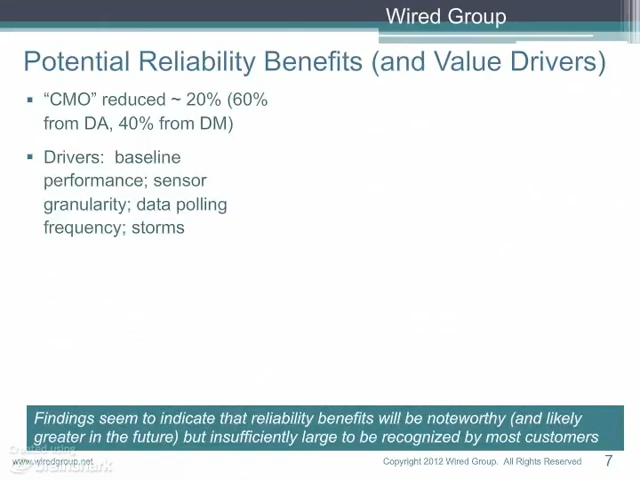 Wired Group
Potential Reliability Benefits (and Value Drivers)
▪ “CMO” reduced ~ 20% (60%
from DA, 40% from DM)
▪ Drivers: baseline
performance; sensor
granularity; data polling
frequency; storms
Findings seem to indicate that reliability benefits will be noteworthy (and likely
greater in the future) but insufficiently large to be recognized by most customers
Created using
brainshark
www.wiredgroup.net
Copyright 2012 Wired Group. All Rights Reserved
7